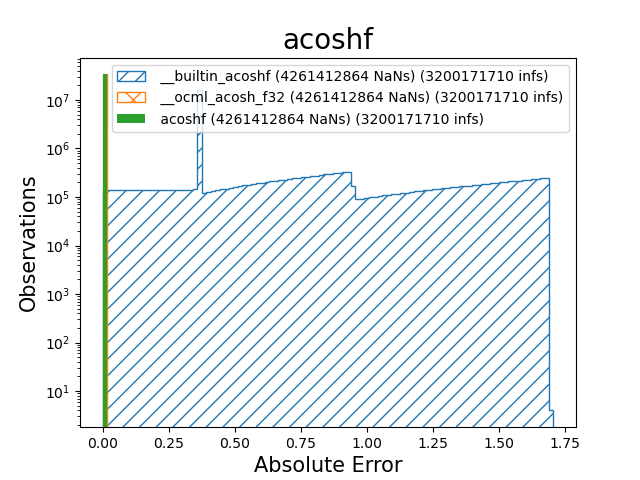 acoshf
__builtin_acoshf (4261412864 NaNs) (3200171710 infs)
__ocml_acosh_f32 (4261412864 NaNs) (3200171710 infs)
acoshf (4261412864 NaNs) (3200171710 infs)
Observations
10⁷
10⁶
10⁵
10⁴
10³
10²
10¹
0.00 0.25 0.50 0.75 1.00 1.25 1.50 1.75
Absolute Error